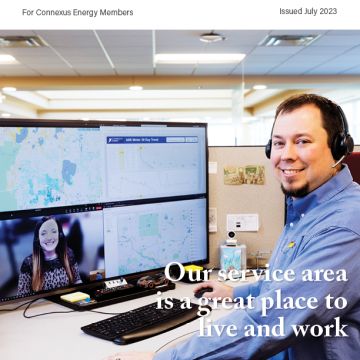 For Connexus Energy Members
Issued July 2023
Our service area
is a great place to
live and work